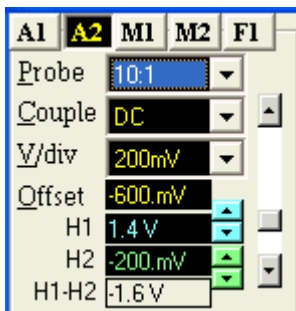 A1 A2 M1 M2 F1
Probe 10:1
Couple DC
V/div 200mV
Offset -600.mV
H1 1.4 V
H2 -200.mV
H1-H2 -1.6 V